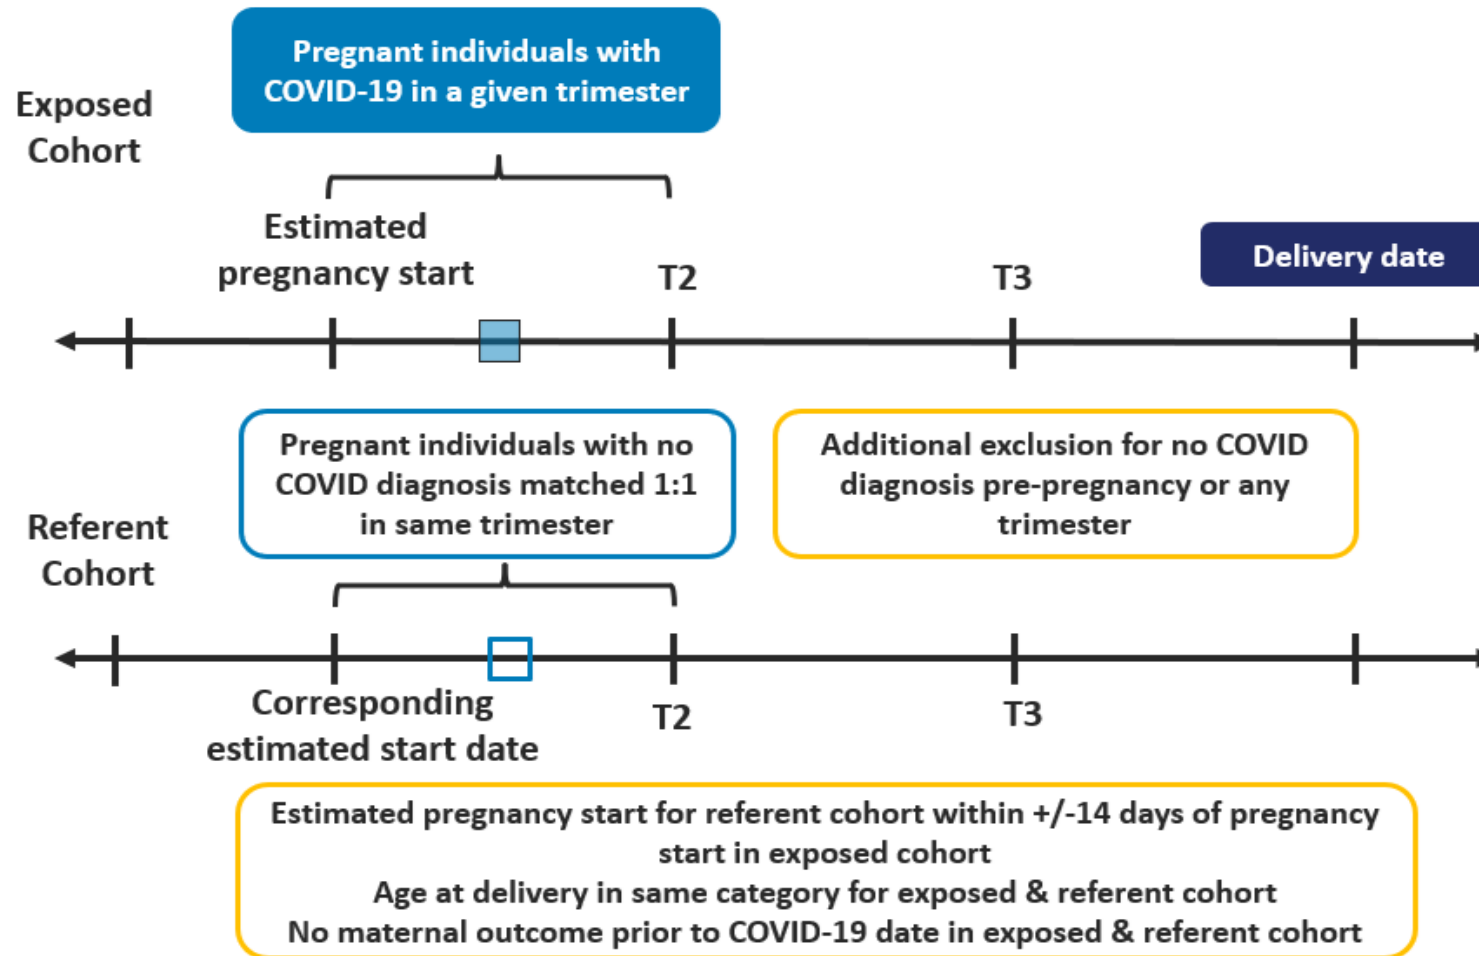 Pregnant individuals with
COVID-19 in a given trimester
Exposed
Cohort
Estimated
pregnancy start
T2
T3
Delivery date
Pregnant individuals with no
COVID diagnosis matched 1:1
in same trimester
Additional exclusion for no COVID
diagnosis pre-pregnancy or any
trimester
Referent
Cohort
Corresponding
estimated start date
T2
T3
Estimated pregnancy start for referent cohort within +/-14 days of pregnancy
start in exposed cohort
Age at delivery in same category for exposed & referent cohort
No maternal outcome prior to COVID-19 date in exposed & referent cohort